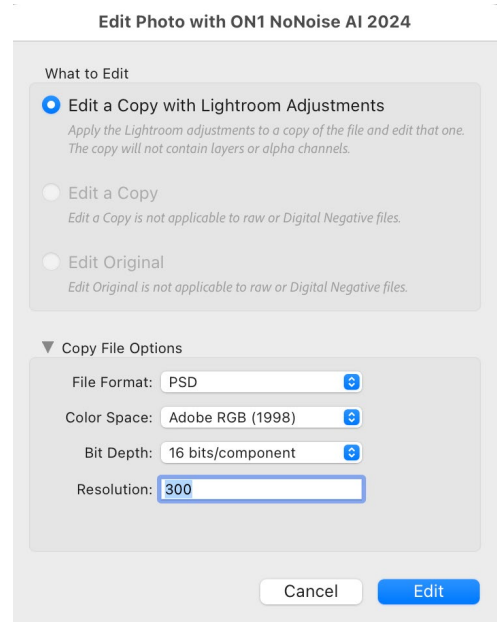 Edit Photo with ON1 NoNoise AI 2024
What to Edit
Edit a Copy with Lightroom Adjustments
Apply the Lightroom adjustments to a copy of the file and edit that one.
The copy will not contain layers or alpha channels.
Edit a Copy
Edit a Copy is not applicable to raw or Digital Negative files.
Edit Original
Edit Original is not applicable to raw or Digital Negative files.
Copy File Options
File Format: PSD
Color Space: Adobe RGB (1998)
Bit Depth: 16 bits/component
Resolution: 300
Cancel Edit